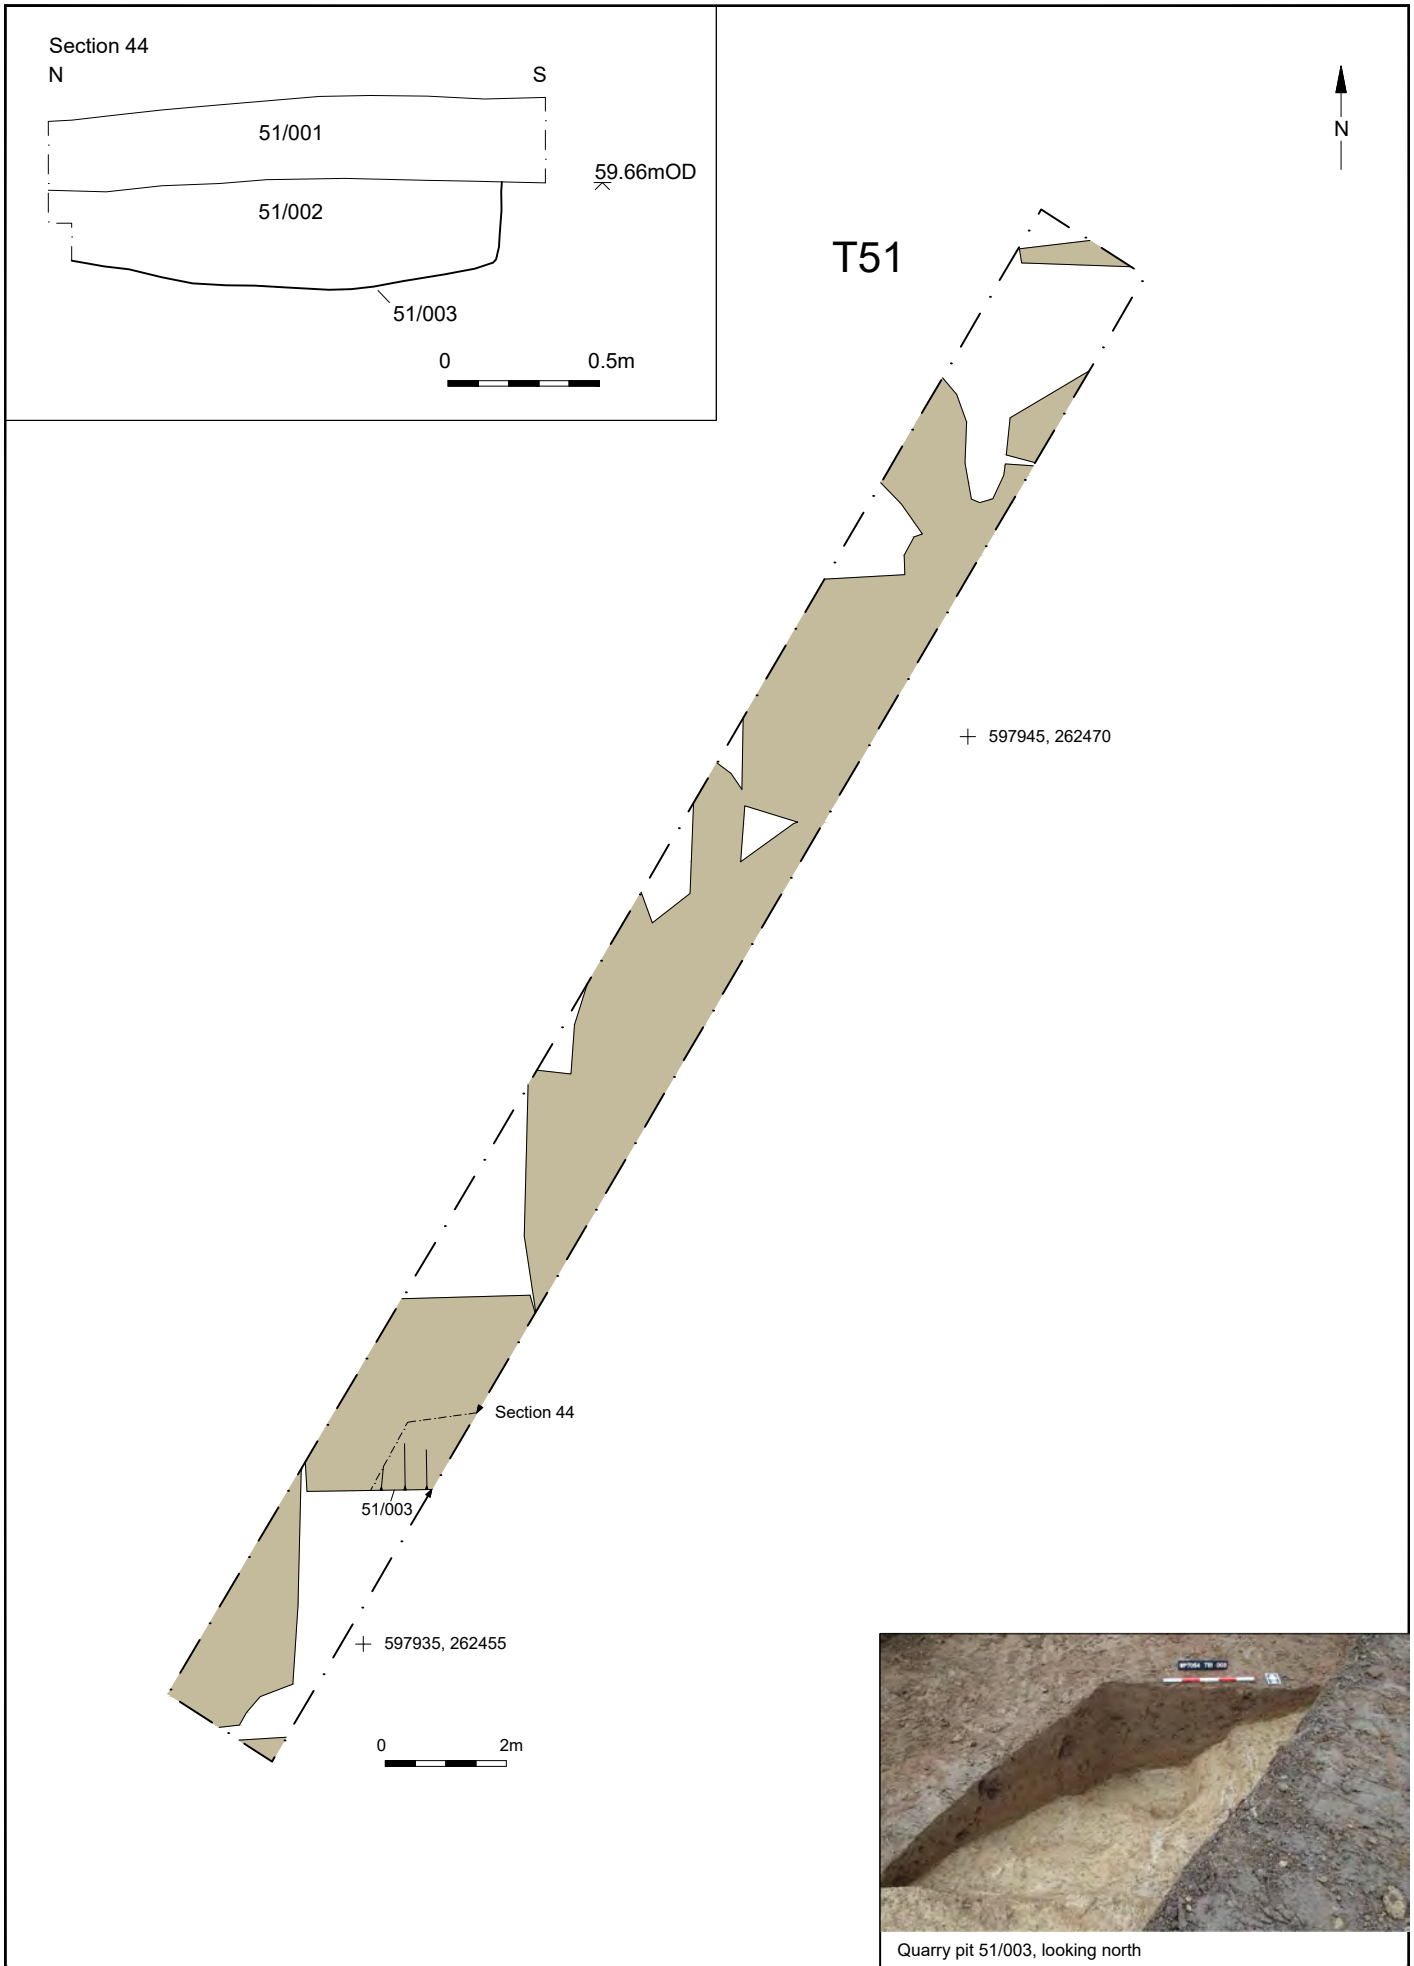 Section 44
N S
51/001
59.66mOD
51/002
51/003
0 0.5m
N
T51
597945, 262470
Section 44
51/003
597935, 262455
0 2m
Quarry pit 51/003, looking north